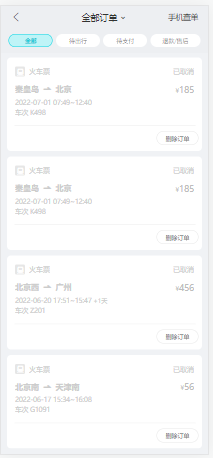 全部订单
手机查单
全部
待出行
待支付
退款/售后
火车票
已取消
秦皇岛 北京
¥185
2022-07-01 07:49~12:40
车次 K498
删除订单
火车票
已取消
秦皇岛 北京
¥185
2022-07-01 07:49~12:40
车次 K498
删除订单
火车票
已取消
北京西 广州
¥456
2022-06-20 17:51~15:47 +1天
车次 Z201
删除订单
火车票
已取消
北京南 天津南
¥56
2022-06-17 15:34~16:08
车次 G1091
删除订单